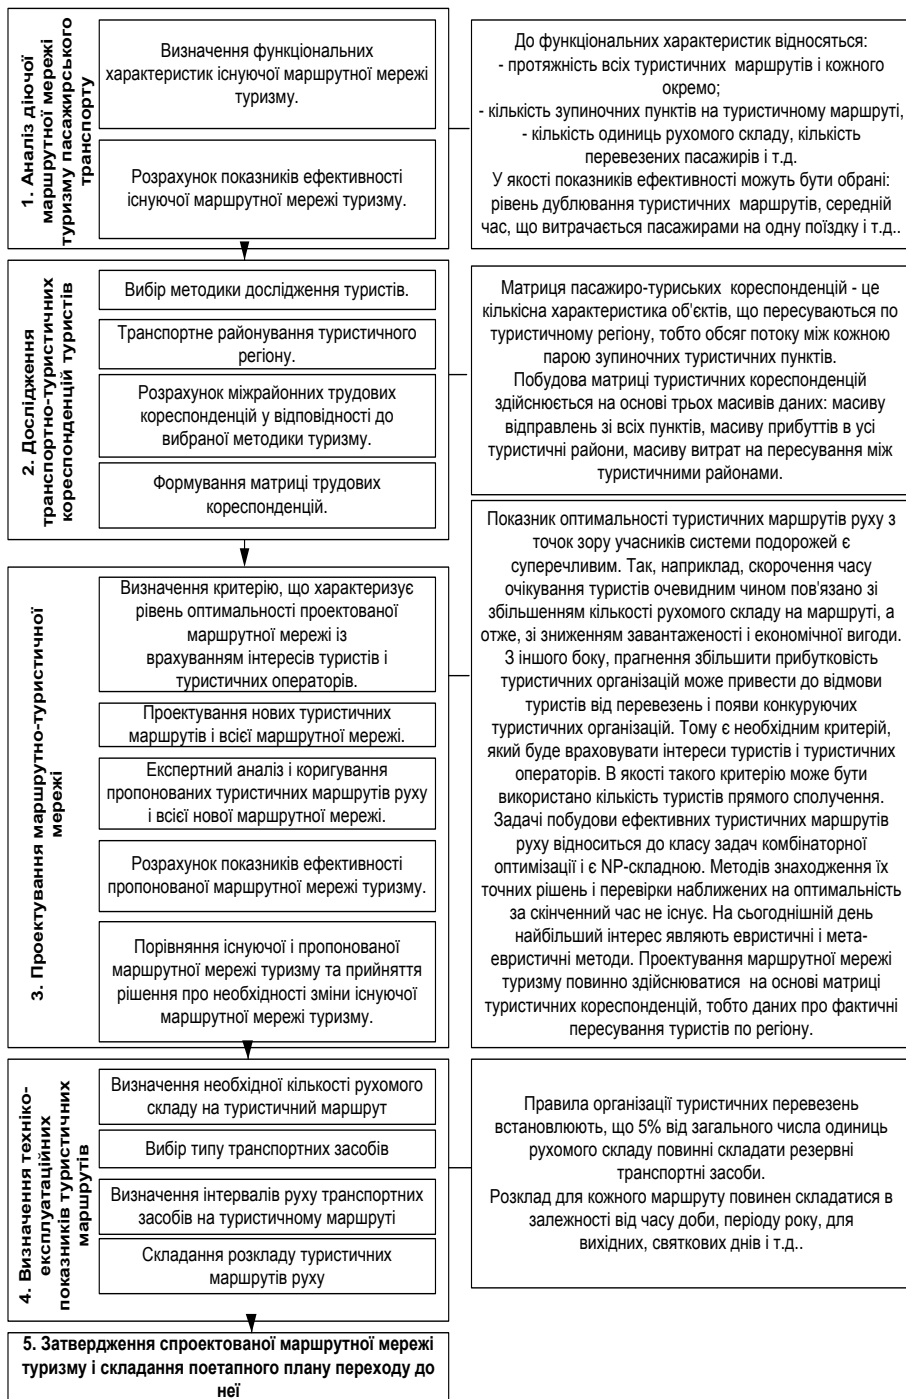 1. Аналіз діючої
маршрутної мережі
туризму пасажирського
транспорту
Визначення функціональних
характеристик існуючої маршрутної мережі
туризму.
Розрахунок показників ефективності
існуючої маршрутної мережі туризму.
До функціональних характеристик відносяться:
- протяжність всіх туристичних маршрутів і кожного
окремо;
- кількість зупиночних пунктів на туристичному маршруті,
- кількість одиниць рухомого складу, кількість
перевезених пасажирів і т.д.
У якості показників ефективності можуть бути обрані:
рівень дублювання туристичних маршрутів, середній
час, що витрачається пасажирами на одну поїздку і т.д..
2. Дослідження
транспортно-туристичних
кореспонденцій туристів
Вибір методики дослідження туристів.
Транспортне районування туристичного
регіону.
Розрахунок міжрайонних трудових
кореспонденцій у відповідності до
вибраної методики туризму.
Формування матриці трудових
кореспонденцій.
Матриця пасажиро-туриських кореспонденцій - це
кількісна характеристика об'єктів, що пересуваються по
туристичному регіону, тобто обсяг потоку між кожною
парою зупиночних туристичних пунктів.
Побудова матриці туристичних кореспонденцій
здійснюється на основі трьох масивів даних: масиву
відправлень зі всіх пунктів, масиву прибуттів в усі
туристичні райони, масиву витрат на пересування між
туристичними районами.
3. Проектування маршрутно-туристичної
мережі
Визначення критерію, що характеризує
рівень оптимальності проектованої
маршрутної мережі із
врахуванням інтересів туристів і
туристичних операторів.
Проектування нових туристичних
маршрутів і всієї маршрутної мережі.
Експертний аналіз і коригування
пропонованих туристичних маршрутів руху
і всієї нової маршрутної мережі.
Розрахунок показників ефективності
пропонованої маршрутної мережі туризму.
Порівняння існуючої і пропонованої
маршрутної мережі туризму та прийняття
рішення про необхідності зміни існуючої
маршрутної мережі туризму.
Показник оптимальності туристичних маршрутів руху з
точок зору учасників системи подорожей є
суперечливим. Так, наприклад, скорочення часу
очікування туристів очевидним чином пов'язано зі
збільшенням кількості рухомого складу на маршруті, а
отже, зі зниженням завантаженості і економічної вигоди.
З іншого боку, прагнення збільшити прибутковість
туристичних організацій може привести до відмови
туристів від перевезень і появи конкуруючих
туристичних організацій. Тому є необхідним критерій,
який буде враховувати інтереси туристів і туристичних
операторів. В якості такого критерію може бути
використано кількість туристів прямого сполучення.
Задачі побудови ефективних туристичних маршрутів
руху відноситься до класу задач комбінаторної
оптимізації і є NP-складною. Методів знаходження їх
точних рішень і перевірки наближених на оптимальність
за скінченний час не існує. На сьогоднішній день
найбільший інтерес являють евристичні і мета-
евристичні методи. Проектування маршрутної мережі
туризму повинно здійснюватися на основі матриці
туристичних кореспонденцій, тобто даних про фактичні
пересування туристів по регіону.
4. Визначення техніко-
експлуатаційних
показників туристичних
маршрутів
Визначення необхідної кількості рухомого
складу на туристичний маршрут
Вибір типу транспортних засобів
Визначення інтервалів руху транспортних
засобів на туристичному маршруті
Складання розкладу туристичних
маршрутів руху
Правила організації туристичних перевезень
встановлюють, що 5% від загального числа одиниць
рухомого складу повинні складати резервні
транспортні засоби.
Розклад для кожного маршруту повинен складатися в
залежності від часу доби, періоду року, для
вихідних, святкових днів і т.д..
5. Затвердження спроектованої маршрутної мережі
туризму і складання поетапного плану переходу до
неї